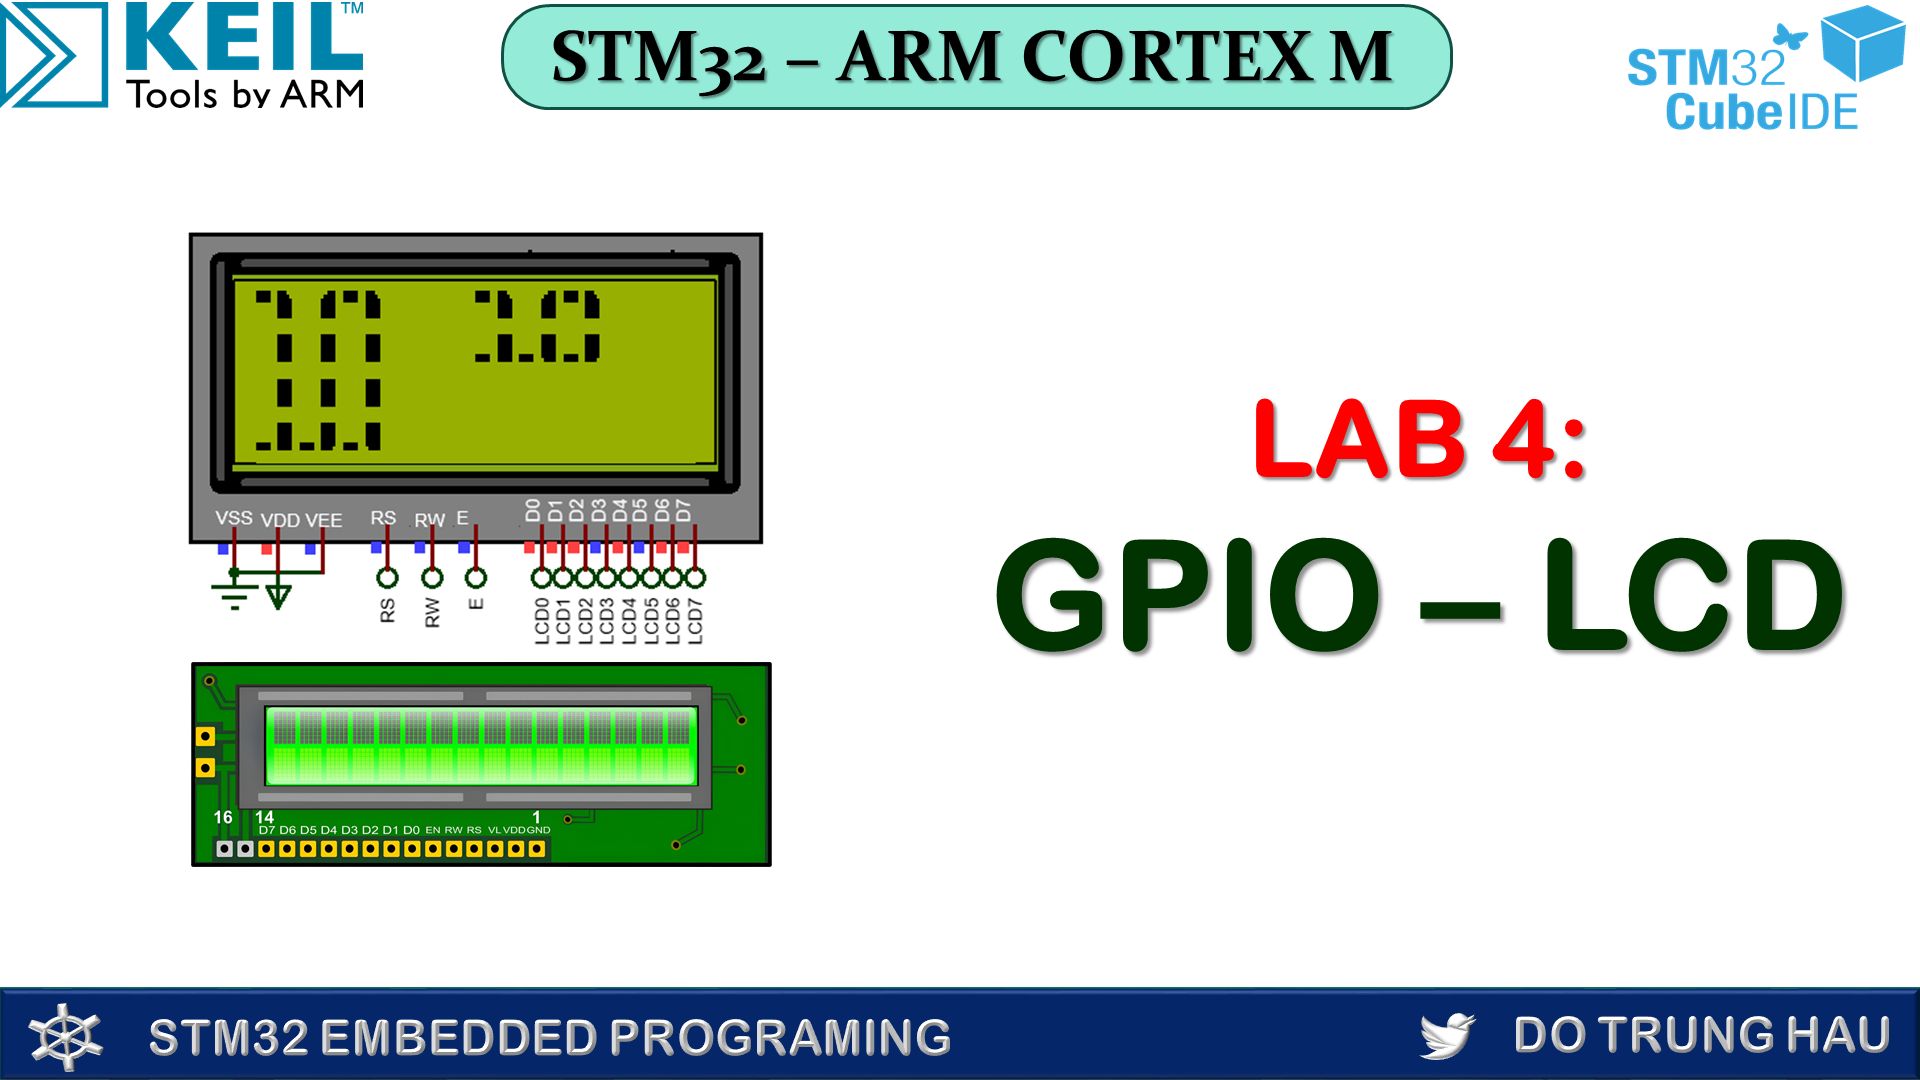 KEIL™
Tools by ARM
STM32 – ARM CORTEX M
STM32
CubeIDE
VSS VDD VEE RS RW E D0 D1 D2 D3 D4 D5 D6 D7
RS RW E LCD0 LCD1 LCD2 LCD3 LCD4 LCD5 LCD6 LCD7
LAB 4:
GPIO – LCD
16 14 1
D7 D6 D5 D4 D3 D2 D1 D0 EN RW RS VL VDD GND
STM32 EMBEDDED PROGRAMING
DO TRUNG HAU